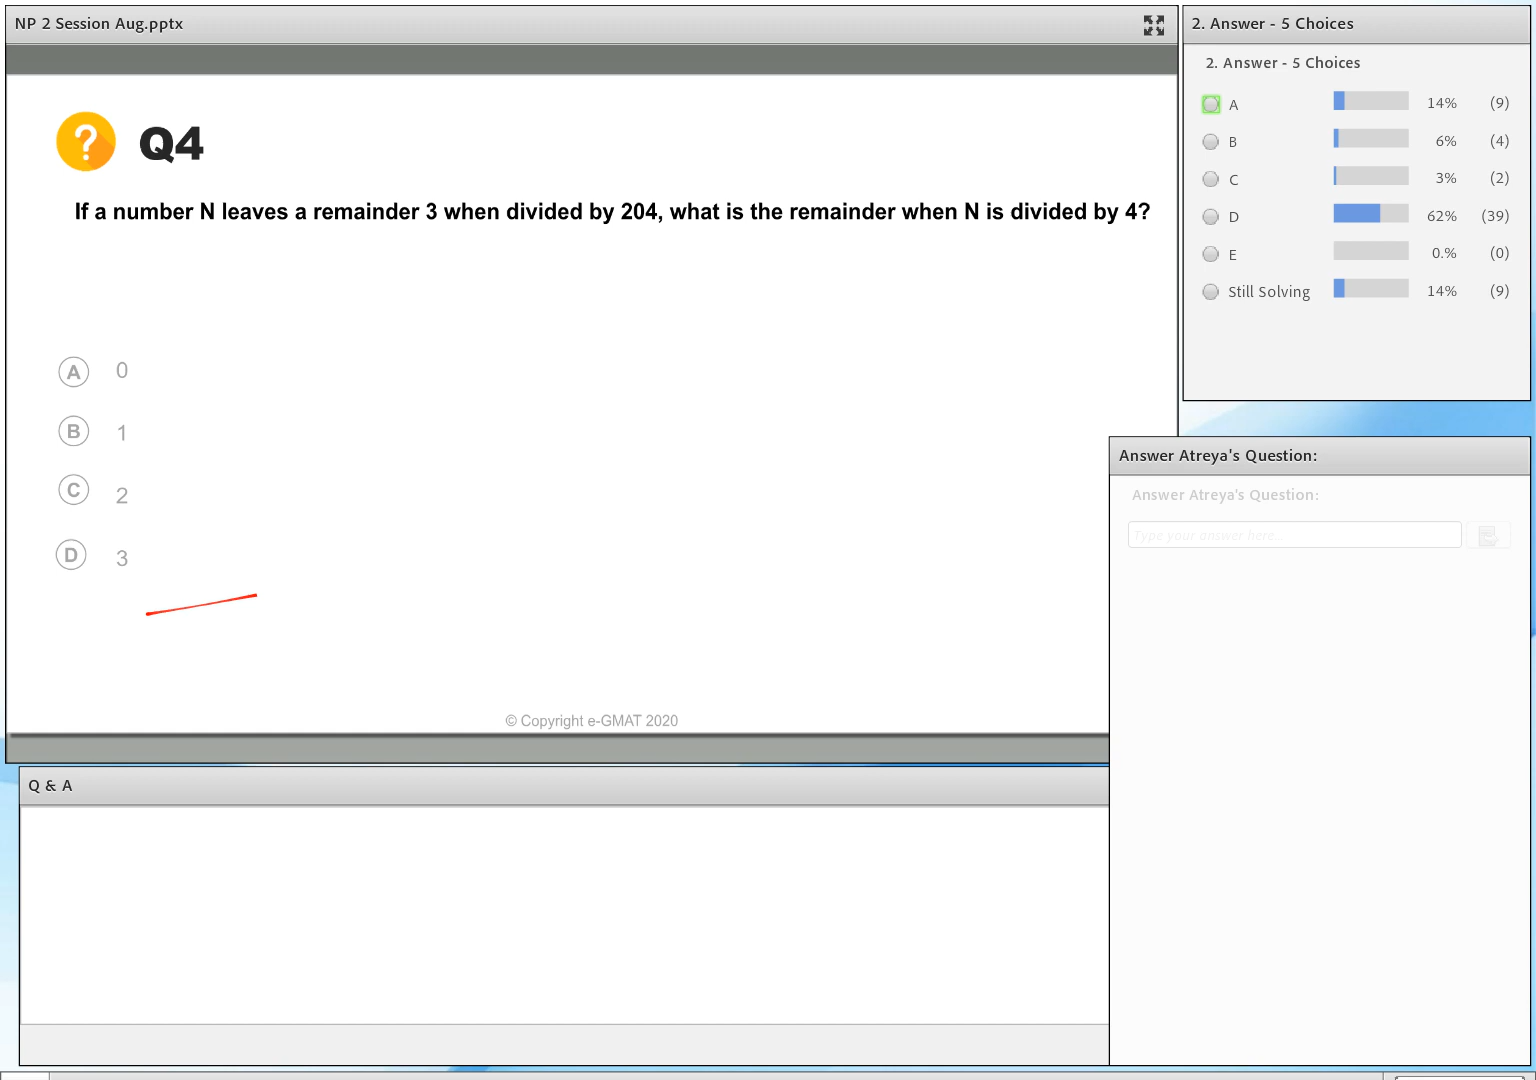 NP 2 Session Aug.pptx
Q4
If a number N leaves a remainder 3 when divided by 204, what is the remainder when N is divided by 4?
A 0
B 1
C 2
D 3
© Copyright e-GMAT 2020
2. Answer - 5 Choices
2. Answer - 5 Choices
A 14% (9)
B 6% (4)
C 3% (2)
D 62% (39)
E 0.% (0)
Still Solving 14% (9)
Answer Atreya's Question:
Answer Atreya's Question:
Type your answer here...
Q & A